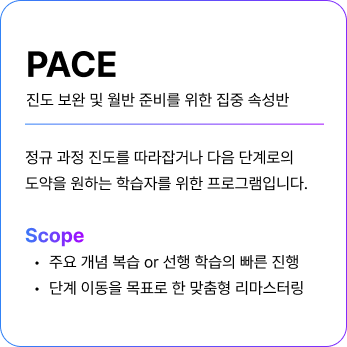 PACE
진도 보완 및 월반 준비를 위한 집중 속성반
정규 과정 진도를 따라잡거나 다음 단계로의
도약을 원하는 학습자를 위한 프로그램입니다.
Scope
• 주요 개념 복습 or 선행 학습의 빠른 진행
• 단계 이동을 목표로 한 맞춤형 리마스터링